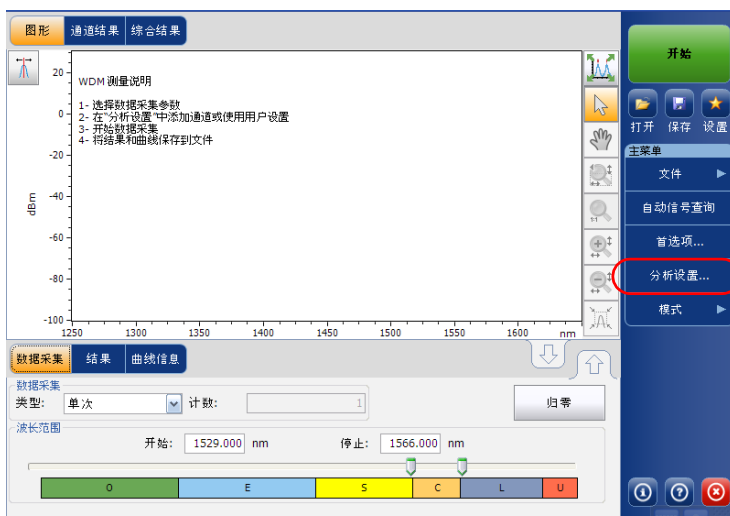 图形 通道结果 综合结果
WDM 测量说明
1- 选择数据采集参数
2- 在"分析设置"中添加通道或使用用户设置
3- 开始数据采集
4- 将结果和曲线保存到文件
dBm
20
0
-20
-40
-60
-80
-100
1250 1300 1350 1400 1450 1500 1550 1600 nm
1:1
开始
打开 保存 设置
主菜单
文件
自动信号查询
首选项...
分析设置...
模式
数据采集 结果 曲线信息
数据采集
类型: 单次 计数: 1
归零
波长范围
开始: 1529.000 nm 停止: 1566.000 nm
O E S C L U